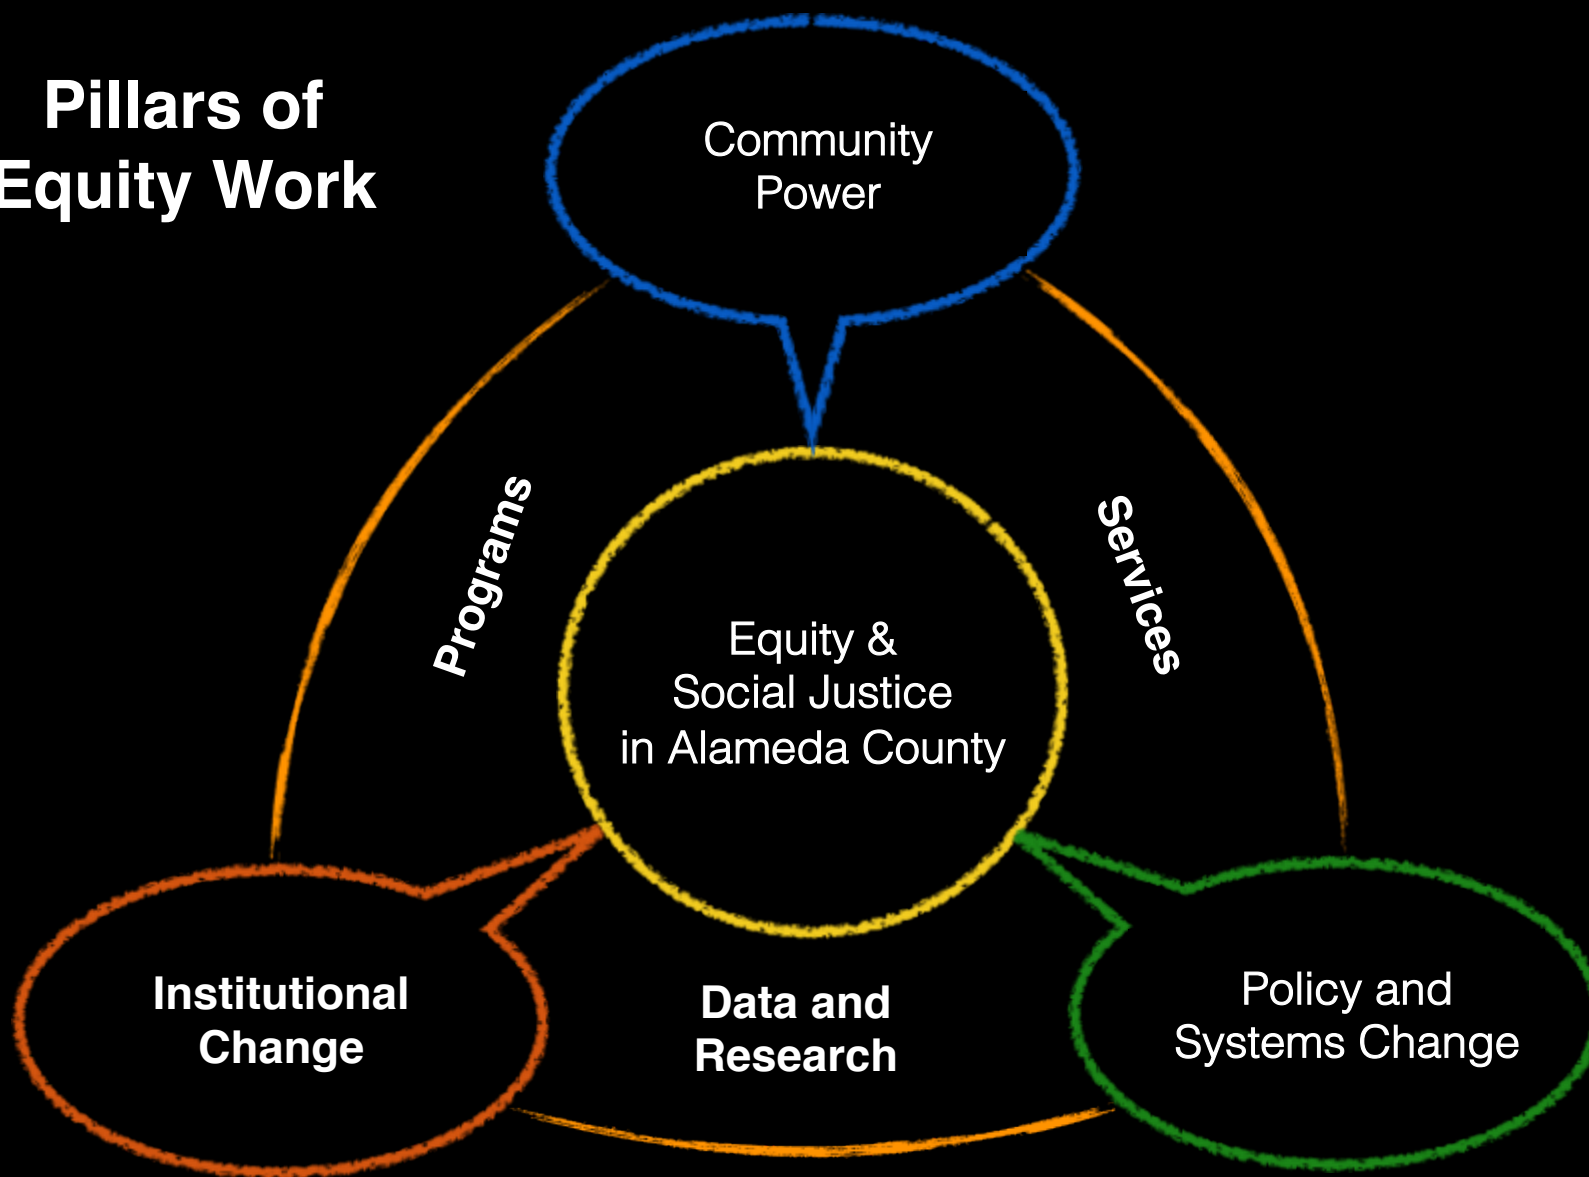 Pillars of
Equity Work
Community
Power
Programs
Services
Equity &
Social Justice
in Alameda County
Institutional
Change
Data and
Research
Policy and
Systems Change